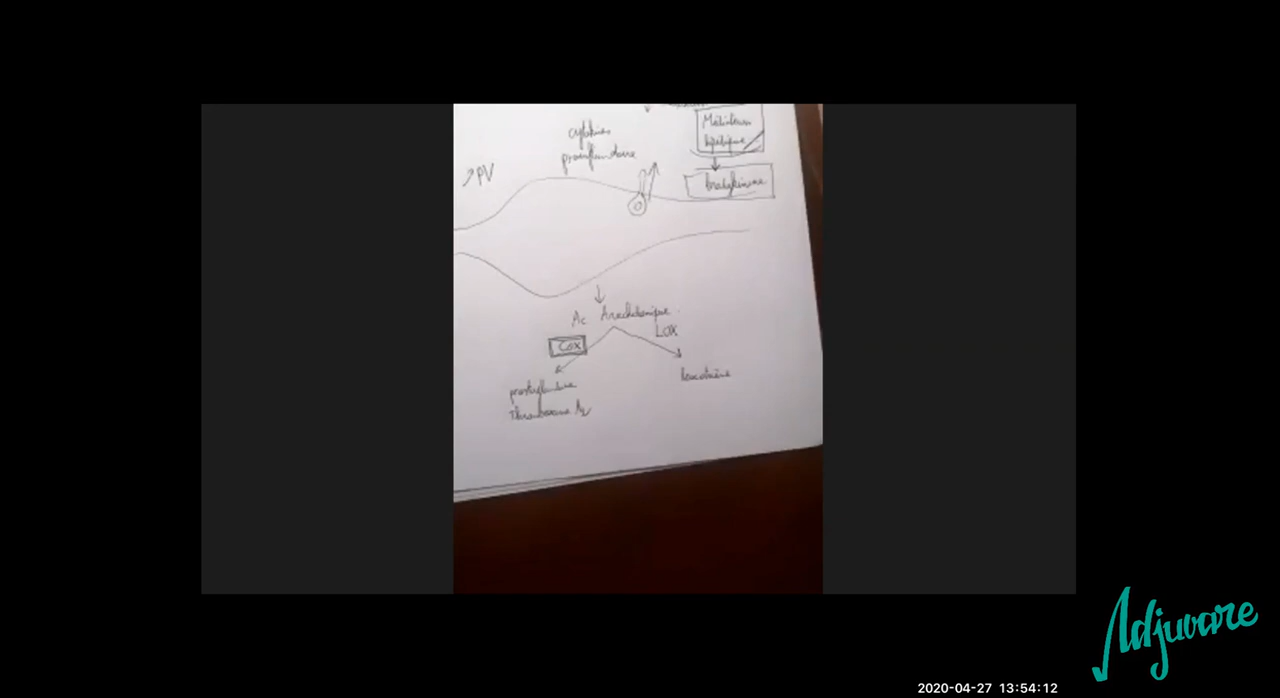 cytokines
proinflammatoire
↗PV
Médiateurs
lipidique
bradykinine
Ac Arachidonique
COX
LOX
prostaglandine
thromboxane A2
leucotriène
Adjuvare
2020-04-27 13:54:12